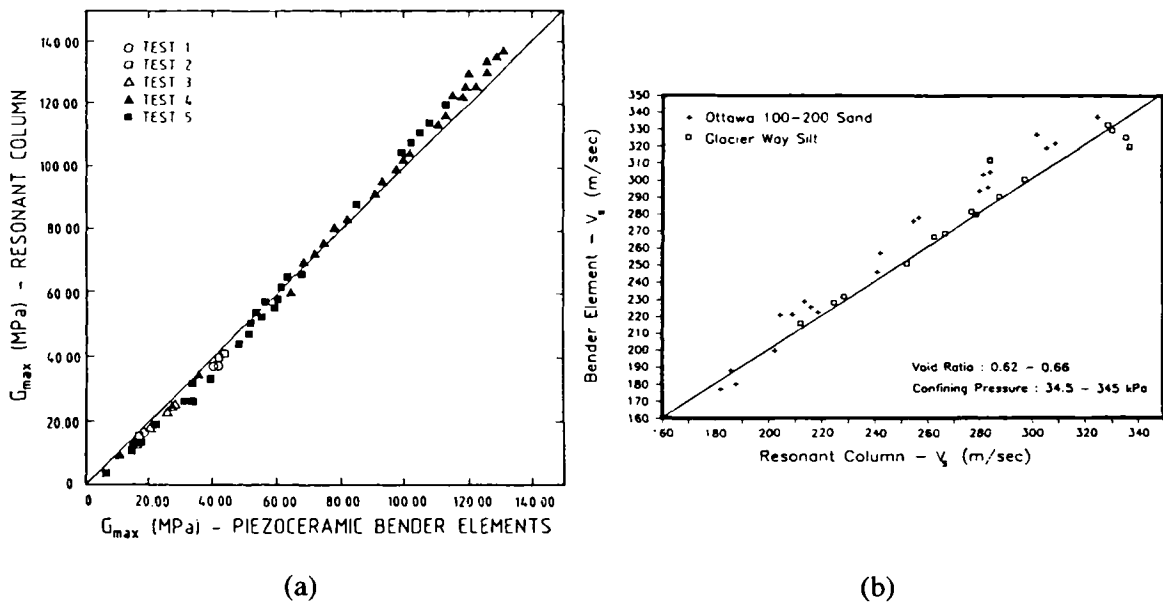 140 00
120.00
100 00
80 00
60 00
40 00
20.00
0
G max (MPa) - RESONANT COLUMN
○ TEST 1
□ TEST 2
△ TEST 3
▲ TEST 4
■ TEST 5
0 20.00 40 00 60 00 80 00 100 00 120.00 140 00
G max (MPa) - PIEZOCERAMIC BENDER ELEMENTS
(a)
350
340
330
320
310
300
290
280
270
260
250
240
230
220
210
200
190
180
170
160
Bender Element - Vs (m/sec)
+ Ottawa 100-200 Sand
□ Glacier Way Silt
Void Ratio : 0.62 - 0.66
Confining Pressure : 34.5 - 345 kPa
160 180 200 220 240 260 280 300 320 340
Resonant Column - Vs (m/sec)
(b)